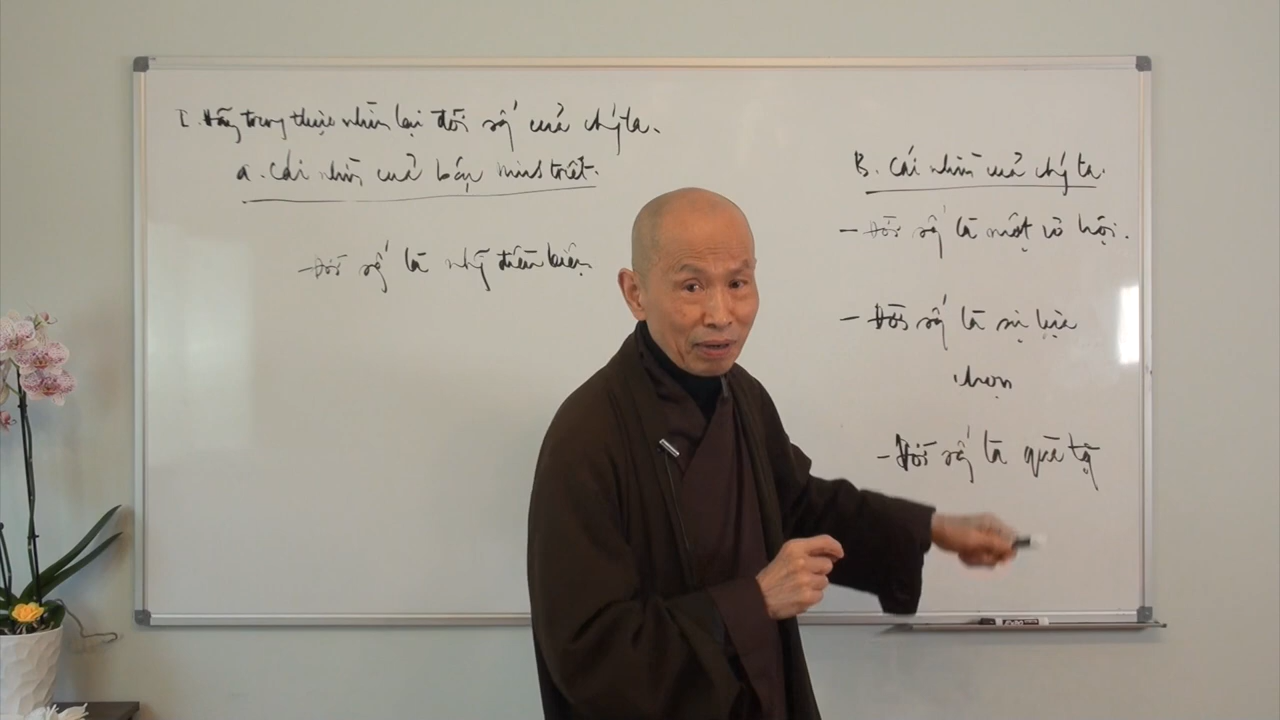 I. Hãy trung thực nhìn lại đời sống của chúng ta.
a. Cái nhìn của bậc minh triết.
- Đời sống là những diễn biến
B. Cái nhìn của chúng ta.
- Đời sống là một cơ hội.
- Đời sống là sự lựa
chọn
- Đời sống là quà tặng